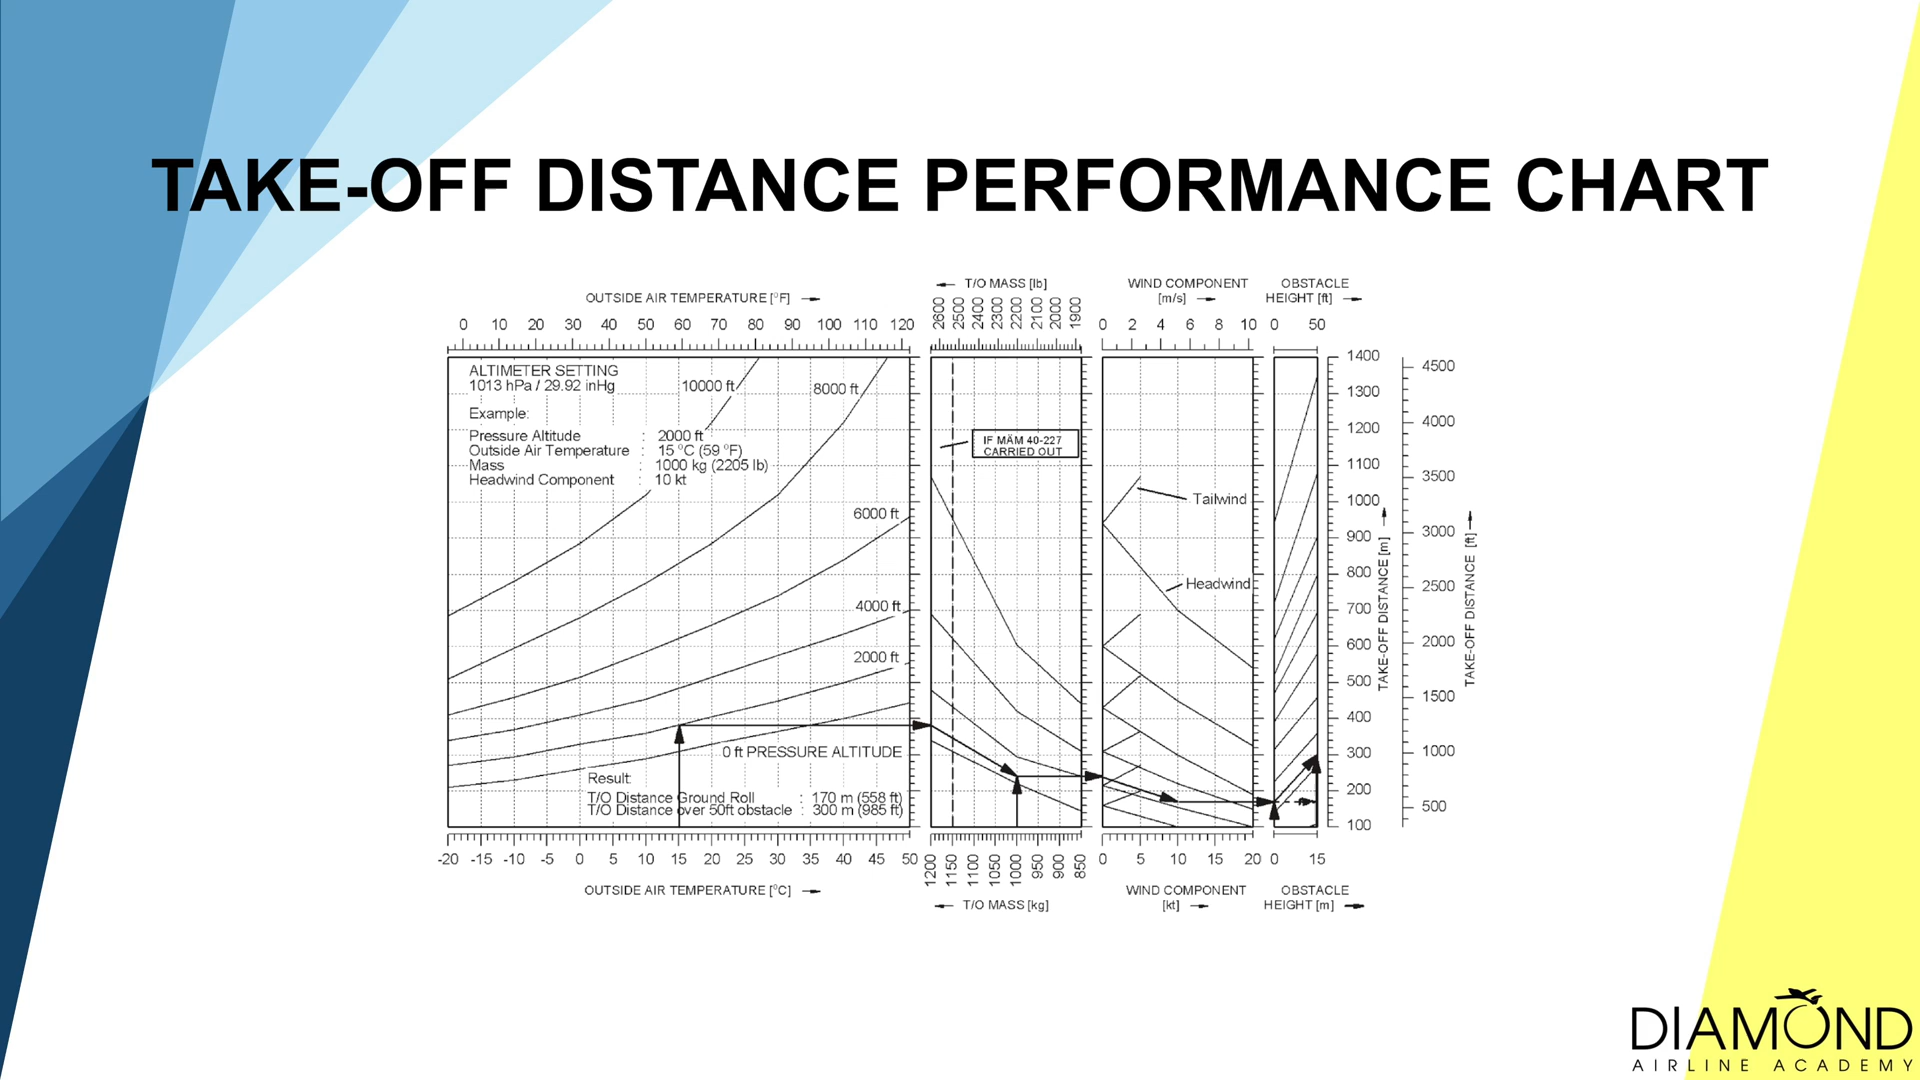 TAKE-OFF DISTANCE PERFORMANCE CHART
OUTSIDE AIR TEMPERATURE [°F]
0 10 20 30 40 50 60 70 80 90 100 110 120
T/O MASS [lb]
2600 2500 2400 2300 2200 2100 2000 1900
WIND COMPONENT
[m/s]
0 2 4 6 8 10
OBSTACLE
HEIGHT [ft]
0 50
ALTIMETER SETTING
1013 hPa / 29.92 inHg
Example:
Pressure Altitude : 2000 ft
Outside Air Temperature : 15 °C (59 °F)
Mass : 1000 kg (2205 lb)
Headwind Component : 10 kt
10000 ft
8000 ft
6000 ft
4000 ft
2000 ft
0 ft PRESSURE ALTITUDE
Result:
T/O Distance Ground Roll : 170 m (558 ft)
T/O Distance over 50ft obstacle : 300 m (985 ft)
IF MÄM 40-227
CARRIED OUT
Tailwind
Headwind
1400
1300
1200
1100
1000
900
800
700
600
500
400
300
200
100
TAKE-OFF DISTANCE [m]
4500
4000
3500
3000
2500
2000
1500
1000
500
TAKE-OFF DISTANCE [ft]
-20 -15 -10 -5 0 5 10 15 20 25 30 35 40 45 50
OUTSIDE AIR TEMPERATURE [°C]
1200 1150 1100 1050 1000 950 900 850
T/O MASS [kg]
0 5 10 15 20
WIND COMPONENT
[kt]
0 15
OBSTACLE
HEIGHT [m]
DIAMOND
AIRLINE ACADEMY